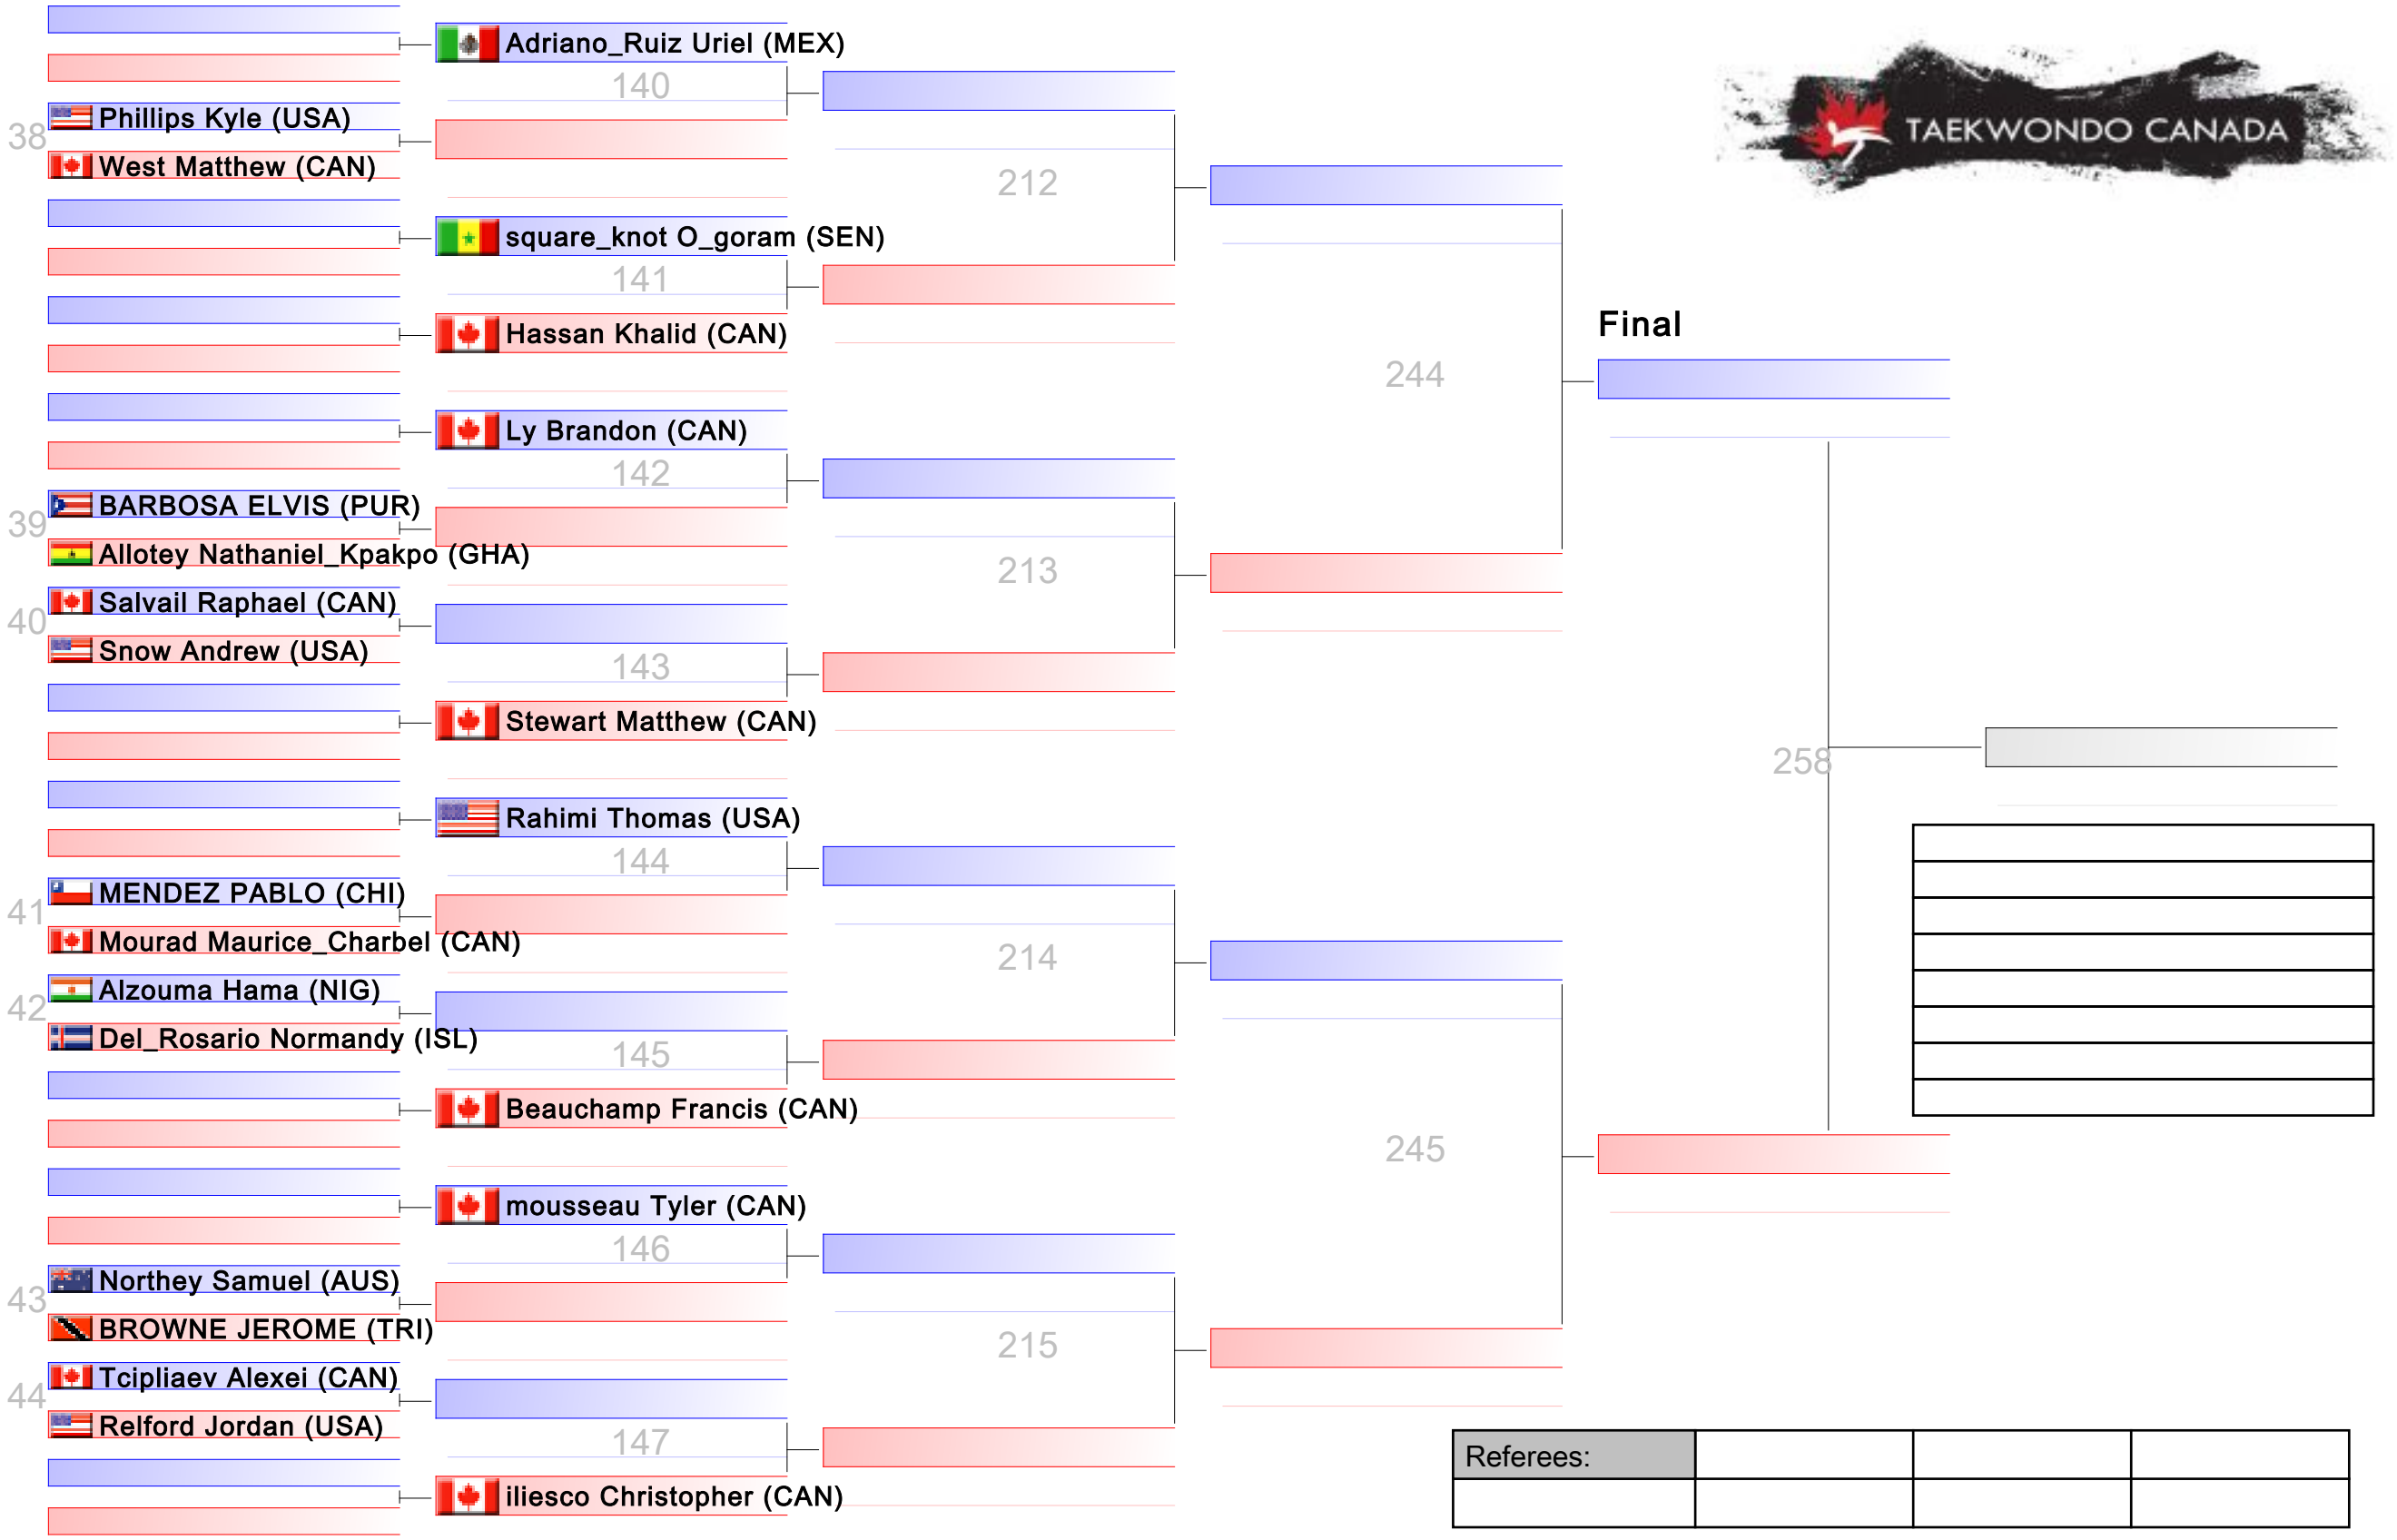 Adriano_Ruiz Uriel (MEX)
140
Phillips Kyle (USA)
38
West Matthew (CAN)
TAEKWONDO CANADA
212
square_knot O_goram (SEN)
141
Hassan Khalid (CAN)
Final
244
Ly Brandon (CAN)
142
BARBOSA ELVIS (PUR)
39
Allotey Nathaniel_Kpakpo (GHA)
213
Salvail Raphael (CAN)
40
Snow Andrew (USA)
143
Stewart Matthew (CAN)
258
Rahimi Thomas (USA)
144
MENDEZ PABLO (CHI)
41
Mourad Maurice_Charbel (CAN)
214
Alzouma Hama (NIG)
42
Del_Rosario Normandy (ISL)
145
Beauchamp Francis (CAN)
245
mousseau Tyler (CAN)
146
Northey Samuel (AUS)
43
BROWNE JEROME (TRI)
215
Tcipliaev Alexei (CAN)
44
Relford Jordan (USA)
147
Referees:
iliesco Christopher (CAN)